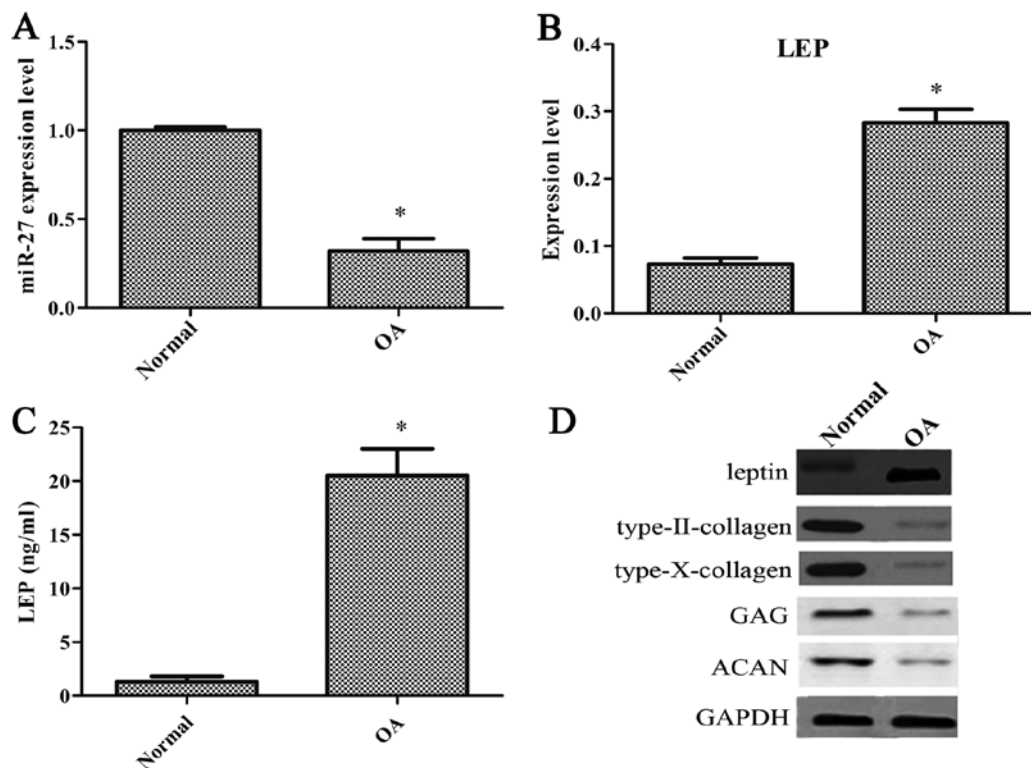 A
miR-27 expression level
1.5
1.0
0.5
0.0
*
Normal
OA
B
LEP
Expression level
0.4
0.3
0.2
0.1
0.0
*
Normal
OA
C
LEP (ng/ml)
25
20
15
10
5
0
*
Normal
OA
D
Normal
OA
leptin
type-II-collagen
type-X-collagen
GAG
ACAN
GAPDH